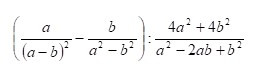 (a/(a−b)² − b/(a² − b²)) : (4a² + 4b²)/(a² − 2ab + b²)